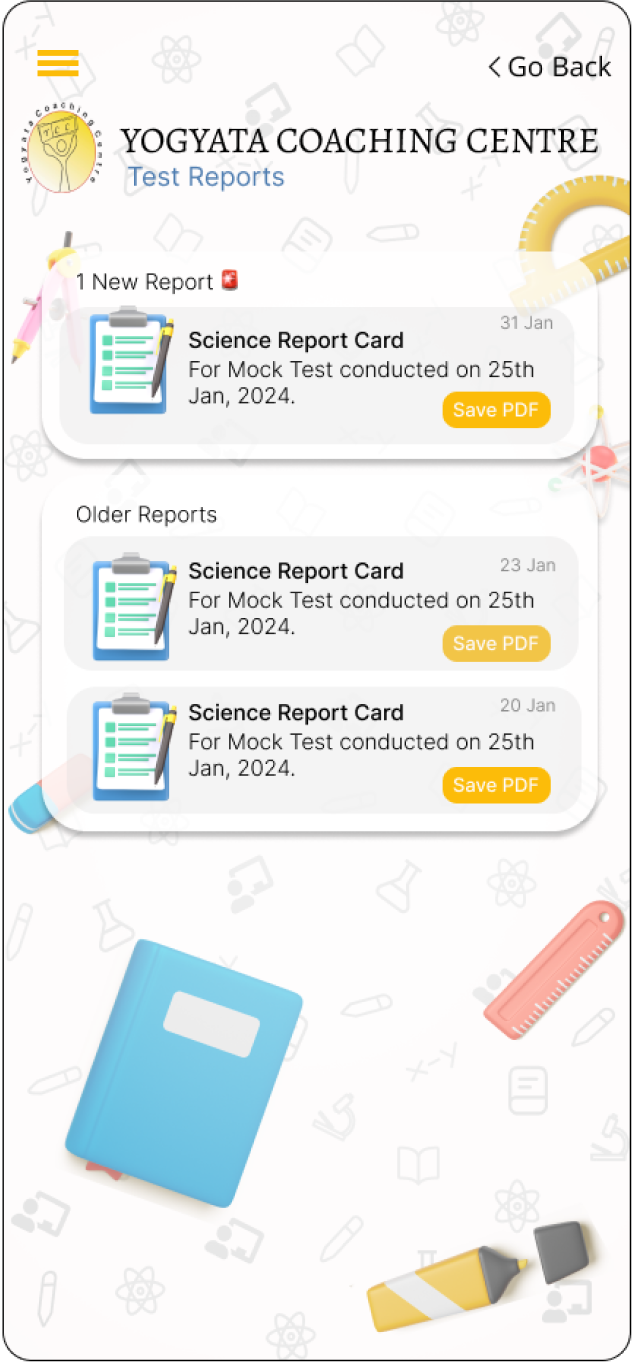 < Go Back
Yogyata Coaching Centre
YCC
YOGYATA COACHING CENTRE
Test Reports
1 New Report 🚨
31 Jan
Science Report Card
For Mock Test conducted on 25th
Jan, 2024.
Save PDF
Older Reports
23 Jan
Science Report Card
For Mock Test conducted on 25th
Jan, 2024.
Save PDF
20 Jan
Science Report Card
For Mock Test conducted on 25th
Jan, 2024.
Save PDF
x-y